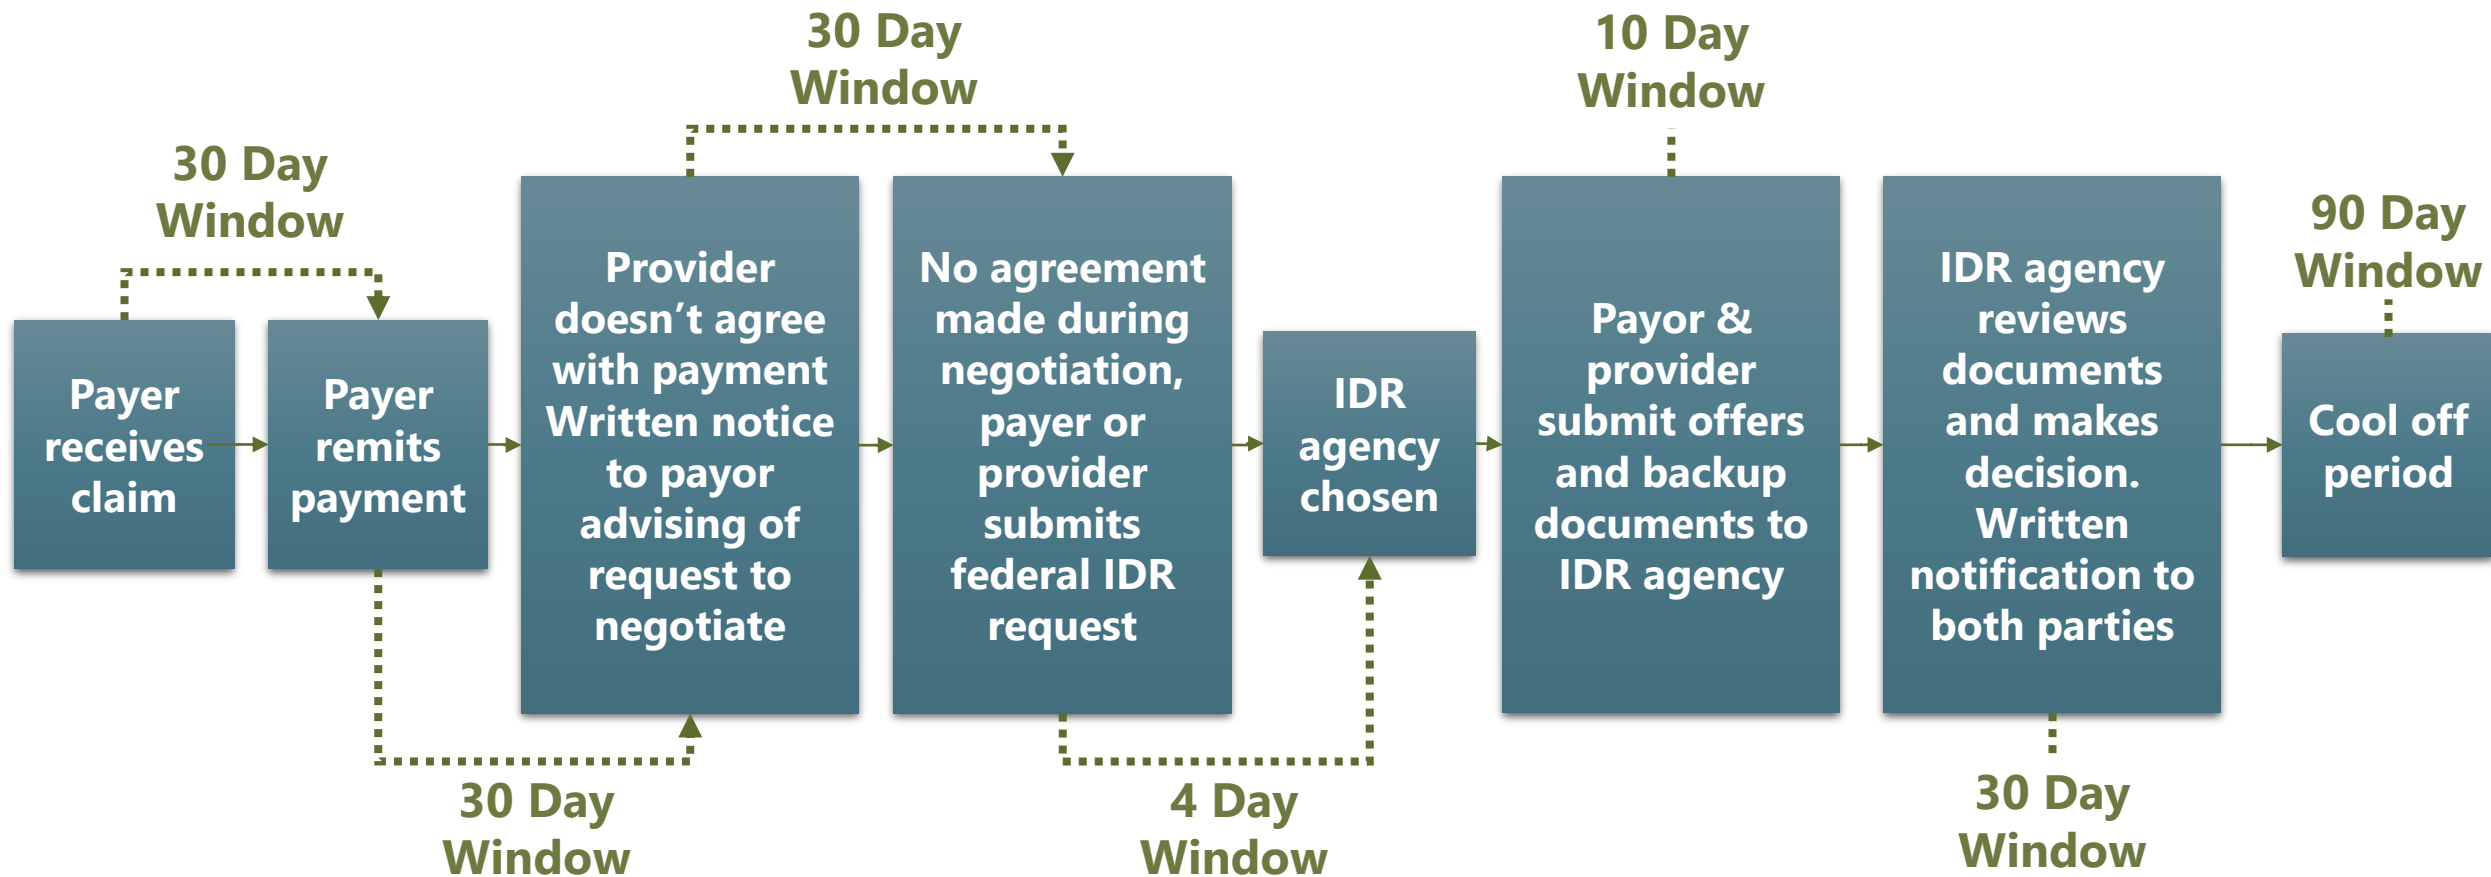 30 Day
Window
Payer
receives
claim
Payer
remits
payment
30 Day
Window
Provider
doesn’t agree
with payment
Written notice
to payor
advising of
request to
negotiate
30 Day
Window
No agreement
made during
negotiation,
payer or
provider
submits
federal IDR
request
4 Day
Window
IDR
agency
chosen
10 Day
Window
Payor &
provider
submit offers
and backup
documents to
IDR agency
IDR agency
reviews
documents
and makes
decision.
Written
notification to
both parties
30 Day
Window
90 Day
Window
Cool off
period